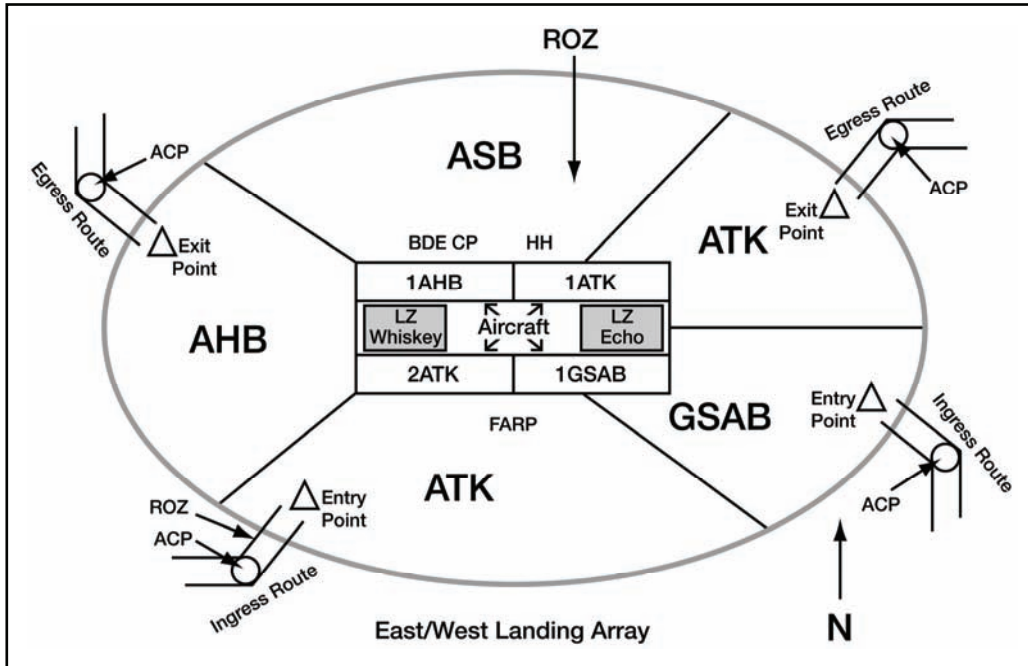 ROZ
Egress Route
ACP
ASB
ACP
Egress Route
Exit
Point
ATK
Exit
Point
BDE CP
HH
1AHB
1ATK
AHB
LZ
Whiskey
Aircraft
LZ
Echo
2ATK
1GSAB
GSAB
Entry
Point
Ingress Route
FARP
ATK
ACP
ROZ
Entry
Point
ACP
Ingress Route
East/West Landing Array
N